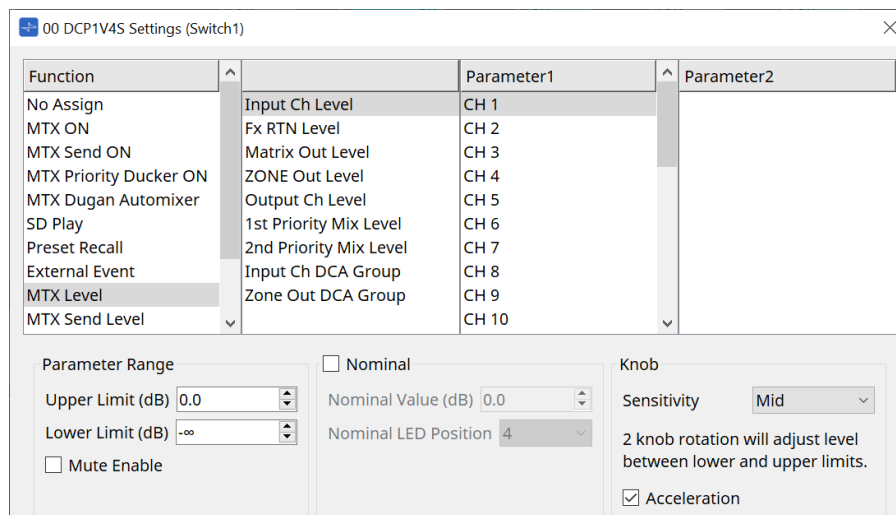 00 DCP1V4S Settings (Switch1)
Function
Parameter1
Parameter2
No Assign
MTX ON
MTX Send ON
MTX Priority Ducker ON
MTX Dugan Automixer
SD Play
Preset Recall
External Event
MTX Level
MTX Send Level
Input Ch Level
Fx RTN Level
Matrix Out Level
ZONE Out Level
Output Ch Level
1st Priority Mix Level
2nd Priority Mix Level
Input Ch DCA Group
Zone Out DCA Group
CH 1
CH 2
CH 3
CH 4
CH 5
CH 6
CH 7
CH 8
CH 9
CH 10
Parameter Range
Upper Limit (dB) 0.0
Lower Limit (dB) -∞
Mute Enable
Nominal
Nominal Value (dB) 0.0
Nominal LED Position 4
Knob
Sensitivity Mid
2 knob rotation will adjust level
between lower and upper limits.
Acceleration